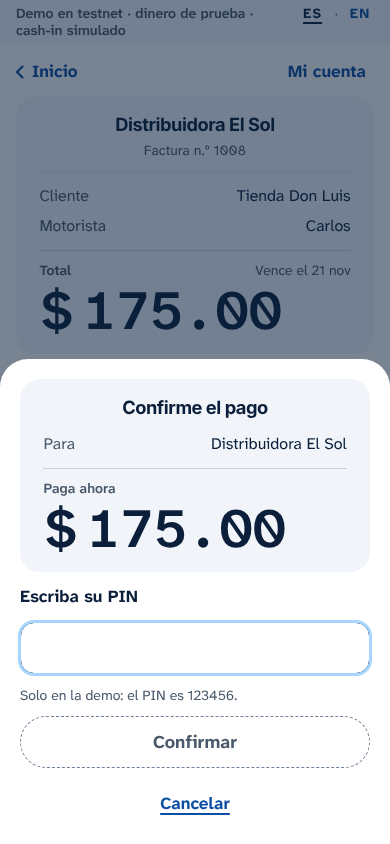 Demo en testnet · dinero de prueba · cash-in simulado
ES · EN
Inicio
Mi cuenta
Distribuidora El Sol
Factura n.º 1008
Cliente Tienda Don Luis
Motorista Carlos
Total Vence el 21 nov
$175.00
Confirme el pago
Para Distribuidora El Sol
Paga ahora
$175.00
Escriba su PIN
Solo en la demo: el PIN es 123456.
Confirmar
Cancelar